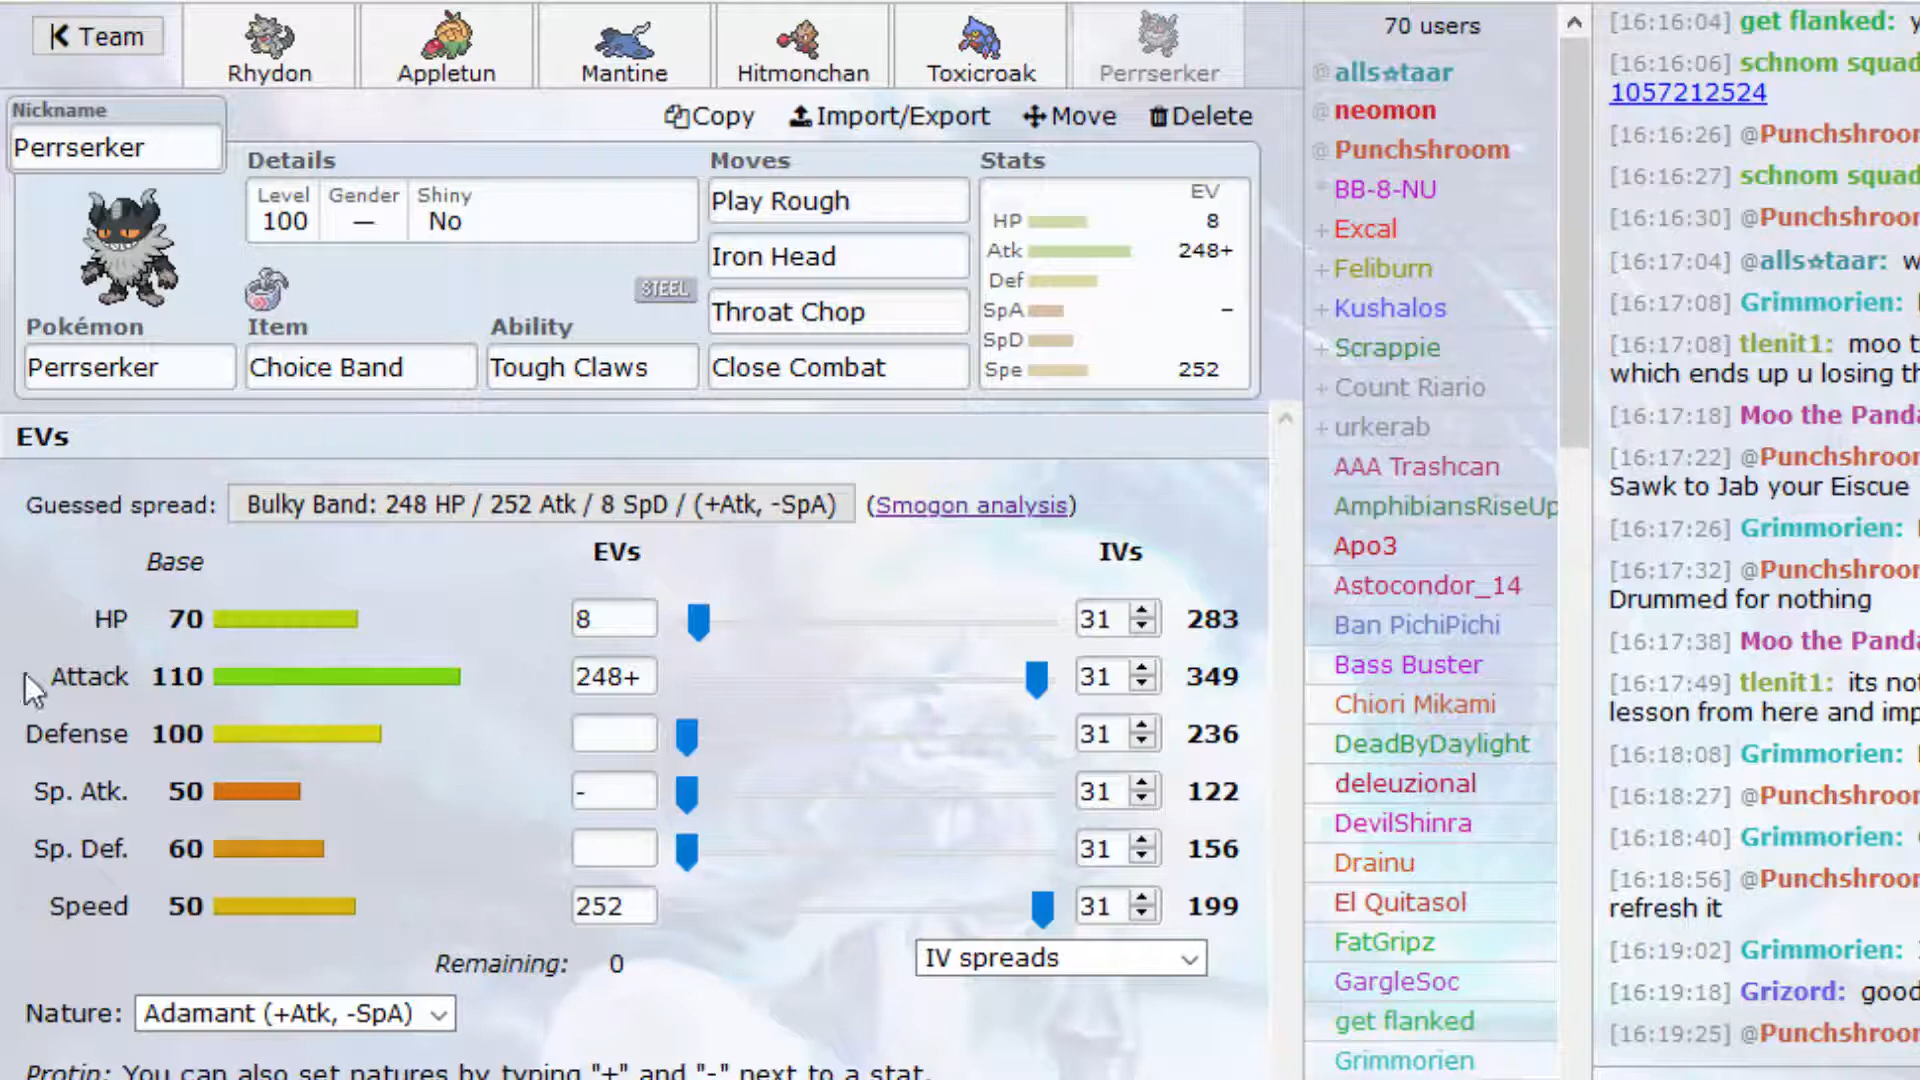 Team
Rhydon
Appletun
Mantine
Hitmonchan
Toxicroak
Perrserker
Nickname
Perrserker
Copy Import/Export Move Delete
Details
Level Gender Shiny
100 — No
STEEL
Pokémon Item Ability
Perrserker Choice Band Tough Claws
Moves
Play Rough
Iron Head
Throat Chop
Close Combat
Stats
EV
HP 8
Atk 248+
Def
SpA –
SpD
Spe 252
EVs
Guessed spread: Bulky Band: 248 HP / 252 Atk / 8 SpD / (+Atk, -SpA) (Smogon analysis)
Base EVs IVs
HP 70 8 31 283
Attack 110 248+ 31 349
Defense 100 31 236
Sp. Atk. 50 - 31 122
Sp. Def. 60 31 156
Speed 50 252 31 199
Remaining: 0
IV spreads
Nature: Adamant (+Atk, -SpA)
Protip: You can also set natures by typing "+" and "-" next to a stat.
70 users
@alls☆taar
@neomon
@Punchshroom
*BB-8-NU
+Excal
+Feliburn
+Kushalos
+Scrappie
+Count Riario
+urkerab
AAA Trashcan
AmphibiansRiseUp
Apo3
Astocondor_14
Ban PichiPichi
Bass Buster
Chiori Mikami
DeadByDaylight
deleuzional
DevilShinra
Drainu
El Quitasol
FatGripz
GargleSoc
get flanked
Grimmorien
[16:16:04] get flanked: y
[16:16:06] schnom squad
1057212524
[16:16:26] @Punchshroom
[16:16:27] schnom squad
[16:16:30] @Punchshroom
[16:17:04] @alls☆taar: w
[16:17:08] Grimmorien:
[16:17:08] tlenit1: moo t
which ends up u losing th
[16:17:18] Moo the Panda
[16:17:22] @Punchshroom
Sawk to Jab your Eiscue
[16:17:26] Grimmorien:
[16:17:32] @Punchshroom
Drummed for nothing
[16:17:38] Moo the Panda
[16:17:49] tlenit1: its not
lesson from here and imp
[16:18:08] Grimmorien:
[16:18:27] @Punchshroom
[16:18:40] Grimmorien:
[16:18:56] @Punchshroom
refresh it
[16:19:02] Grimmorien:
[16:19:18] Grizord: good
[16:19:25] @Punchshroom